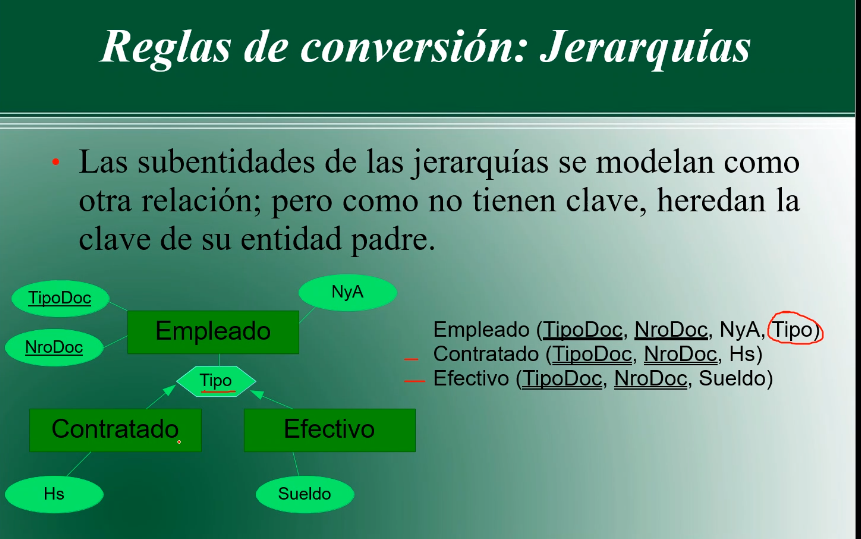 Reglas de conversión: Jerarquías
• Las subentidades de las jerarquías se modelan como
otra relación; pero como no tienen clave, heredan la
clave de su entidad padre.
TipoDoc
NyA
Empleado
NroDoc
Tipo
Contratado
Efectivo
Hs
Sueldo
Empleado (TipoDoc, NroDoc, NyA, Tipo)
Contratado (TipoDoc, NroDoc, Hs)
Efectivo (TipoDoc, NroDoc, Sueldo)